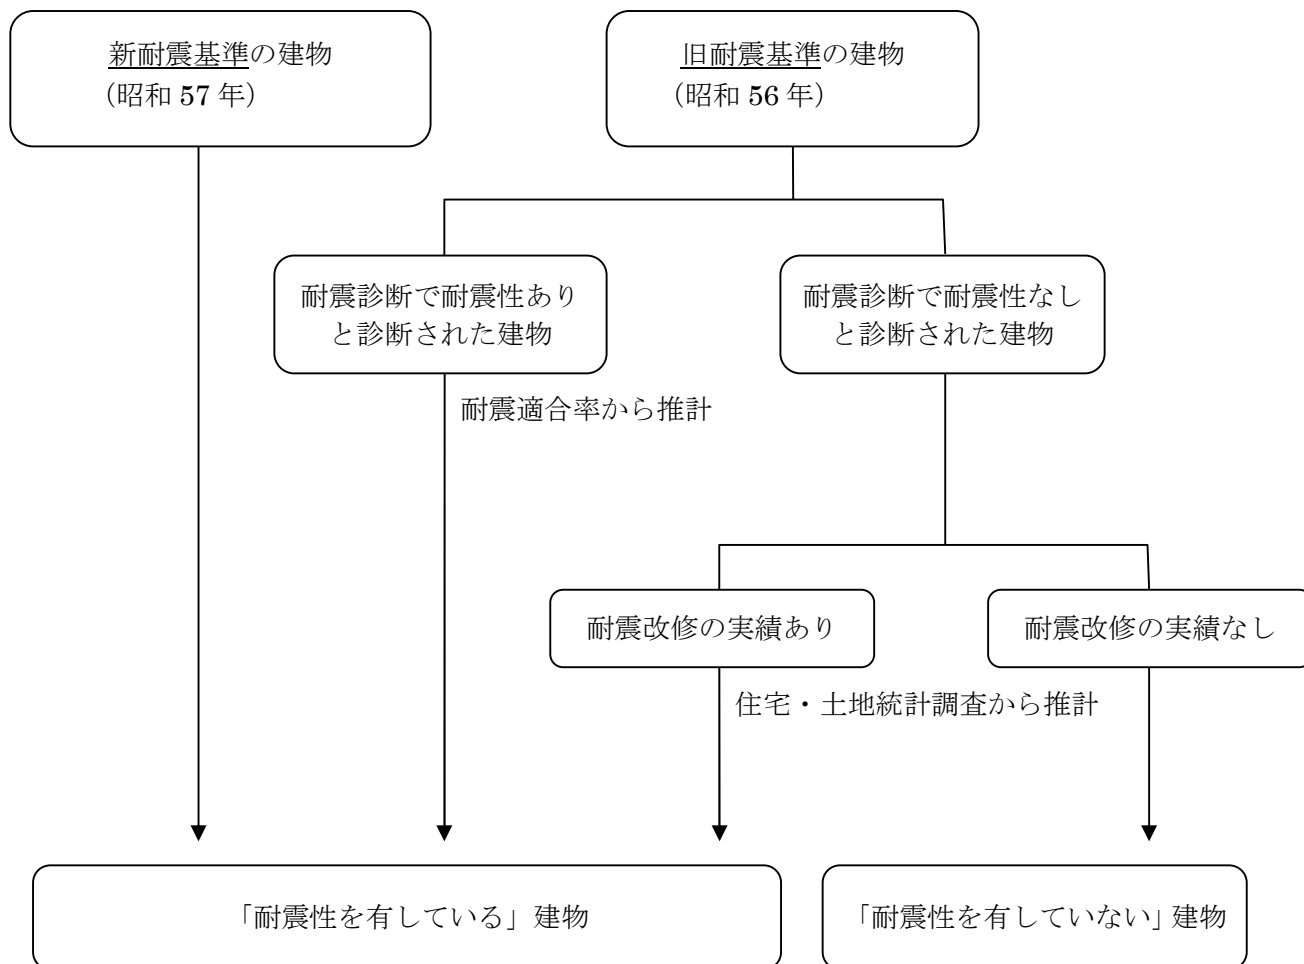 新耐震基準の建物
（昭和 57 年）
旧耐震基準の建物
（昭和 56 年）
耐震診断で耐震性あり
と診断された建物
耐震診断で耐震性なし
と診断された建物
耐震適合率から推計
耐震改修の実績あり
耐震改修の実績なし
住宅・土地統計調査から推計
「耐震性を有している」建物
「耐震性を有していない」建物